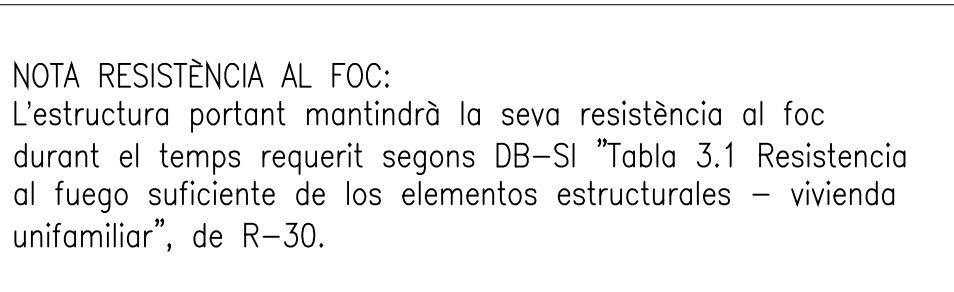 NOTA RESISTÈNCIA AL FOC:
L'estructura portant mantindrà la seva resistència al foc
durant el temps requerit segons DB-SI "Tabla 3.1 Resistencia
al fuego suficiente de los elementos estructurales - vivienda
unifamiliar", de R-30.